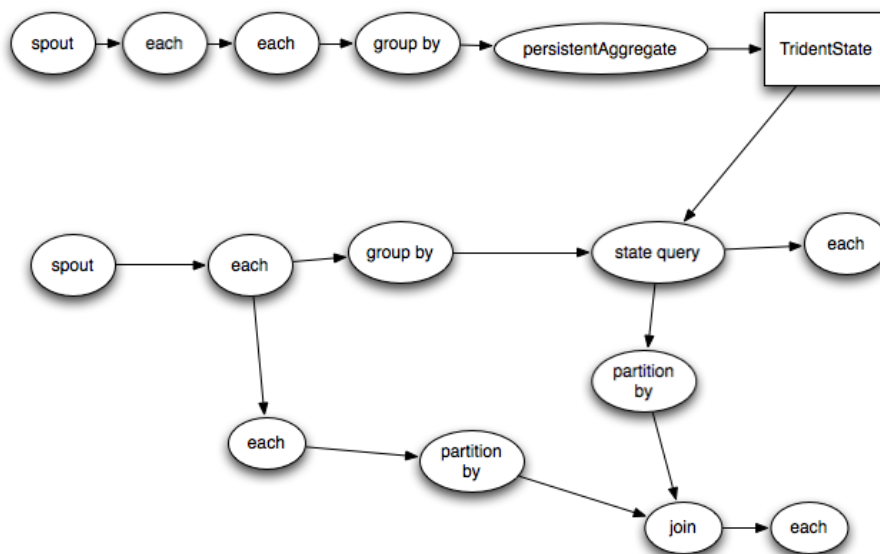 spout
each
each
group by
persistentAggregate
TridentState
spout
each
group by
state query
each
partition
by
each
partition
by
join
each